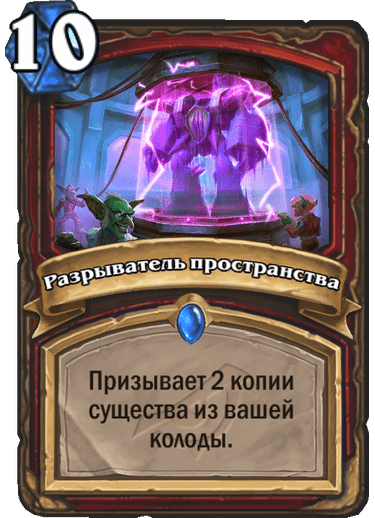 10
Разрыватель пространства
Призывает 2 копии
существа из вашей
колоды.